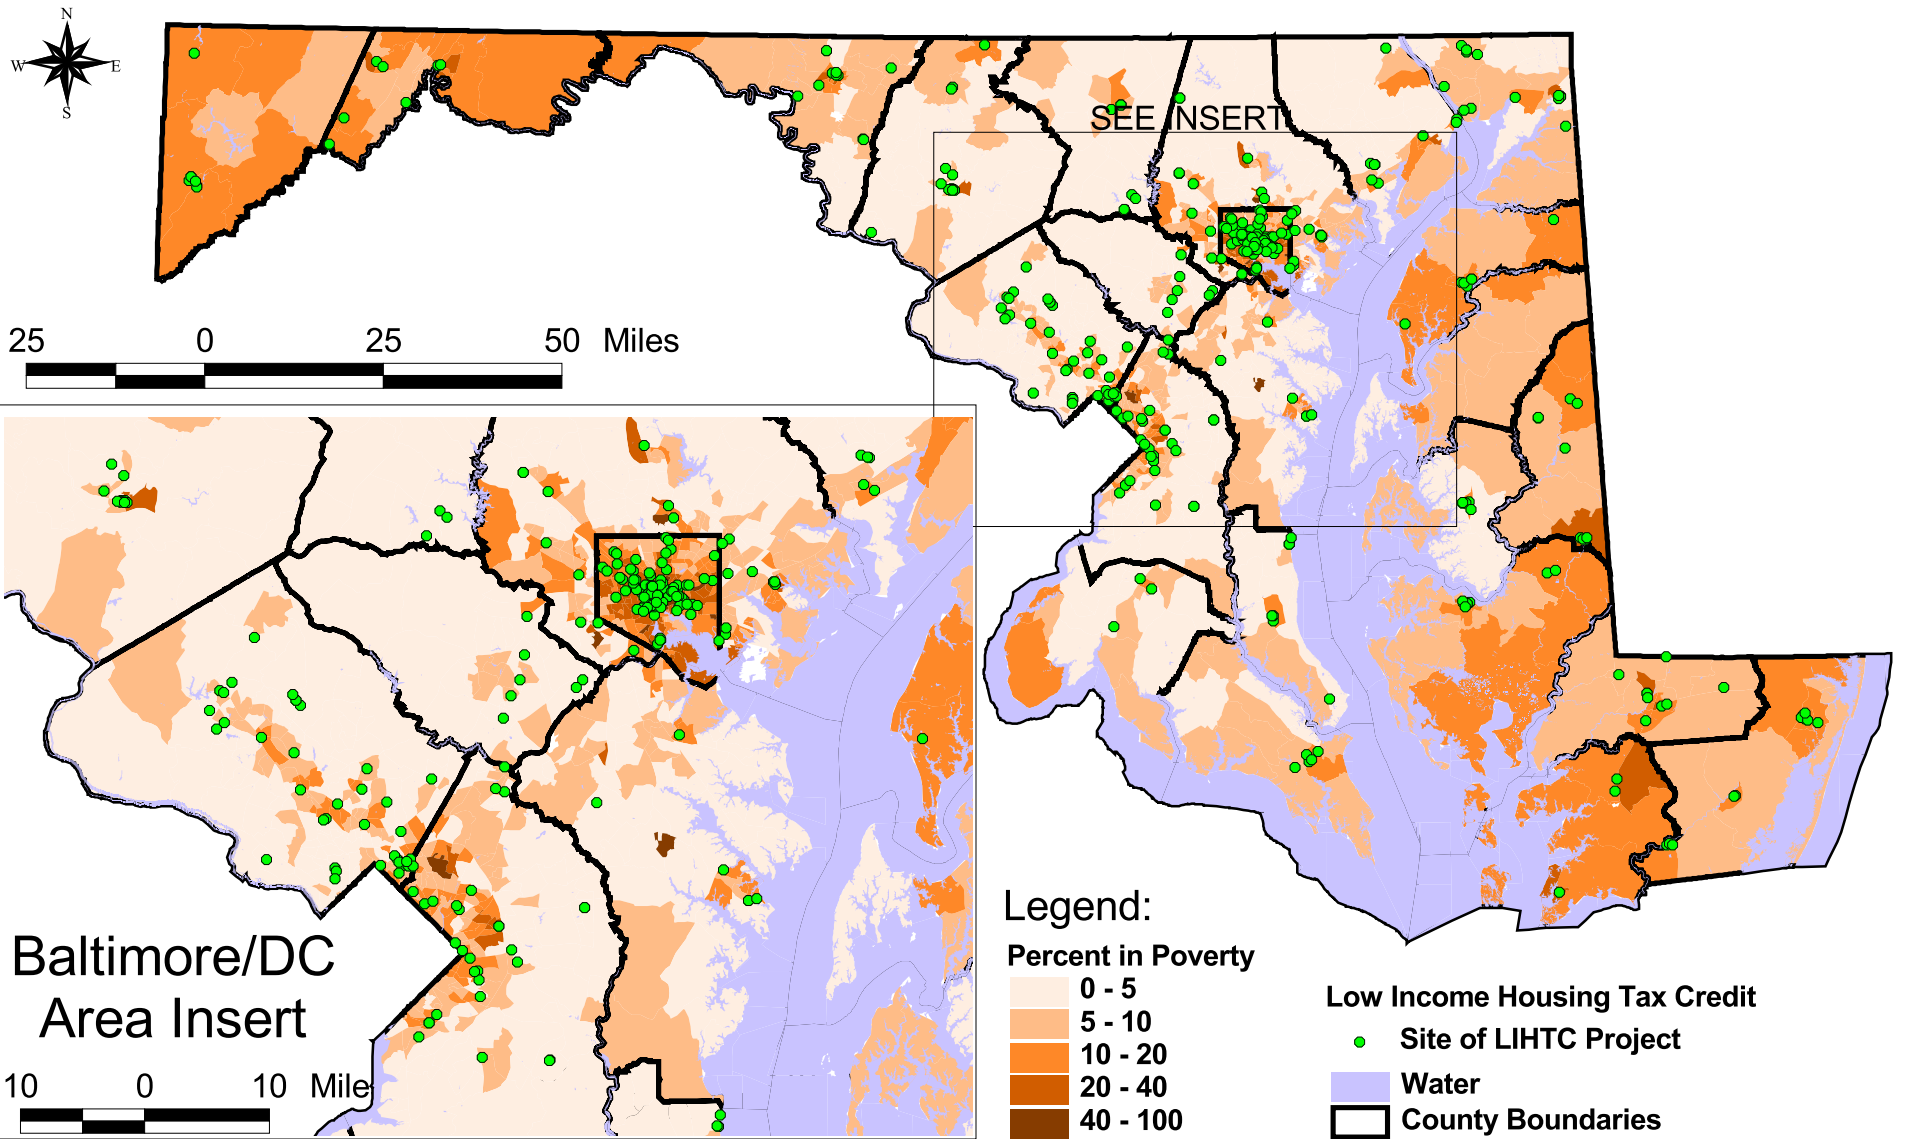 N
W E
S
SEE INSERT
25 0 25 50 Miles
Baltimore/DC
Area Insert
10 0 10 Mile
Legend:
Percent in Poverty
0 - 5
5 - 10
10 - 20
20 - 40
40 - 100
Low Income Housing Tax Credit
Site of LIHTC Project
Water
County Boundaries